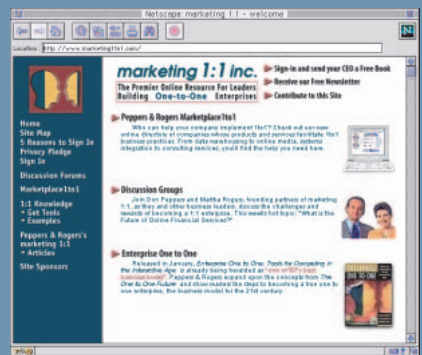 Netscape marketing 1:1 - welcome
Location: http://www.marketing1to1.com/
Home
Site Map
5 Reasons to Sign In
Privacy Pledge
Sign In
Discussion Forums
Marketplace1to1
1:1 Knowledge
• Get Tools
• Examples
Peppers & Rogers's
marketing 1:1
• Articles
Site Sponsors
marketing 1:1 inc.
The Premier Online Resource For Leaders
Building One-to-One Enterprises
Sign-in and send your CEO a Free Book
Receive our Free Newsletter
Contribute to this Site
Peppers & Rogers Marketplace1to1
Who can help your company implement 1to1? Check out our new
online directory of companies whose products and services facilitate 1to1
business practices. From data warehousing to online media, systems
integration to consulting services, you'll find the help you need here.
Discussion Groups
Join Don Peppers and Martha Rogers, founding partners of marketing
1:1, as they and other business leaders, discuss the challenges and
rewards of becoming a 1:1 enterprise. This weeks hot topic: "What is the
Future of Online Financial Services?"
Enterprise One to One
Released in January, Enterprise One to One: Tools for Competing in
the Interactive Age is already being heralded as "one of 97's best
business books". Peppers & Rogers expand upon the concepts from The
One to One Future and show readers the steps to becoming a true one to
one enterprise, the business model for the 21st century.
ENTERPRISE
ONE TO ONE